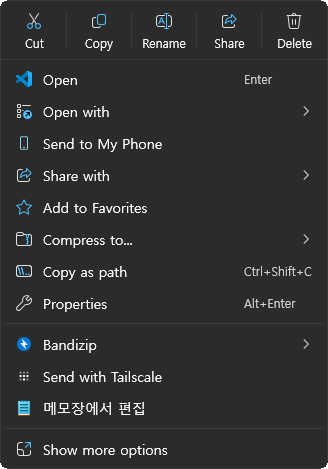 Cut Copy Rename Share Delete
Open Enter
Open with
Send to My Phone
Share with
Add to Favorites
Compress to...
Copy as path Ctrl+Shift+C
Properties Alt+Enter
Bandizip
Send with Tailscale
메모장에서 편집
Show more options